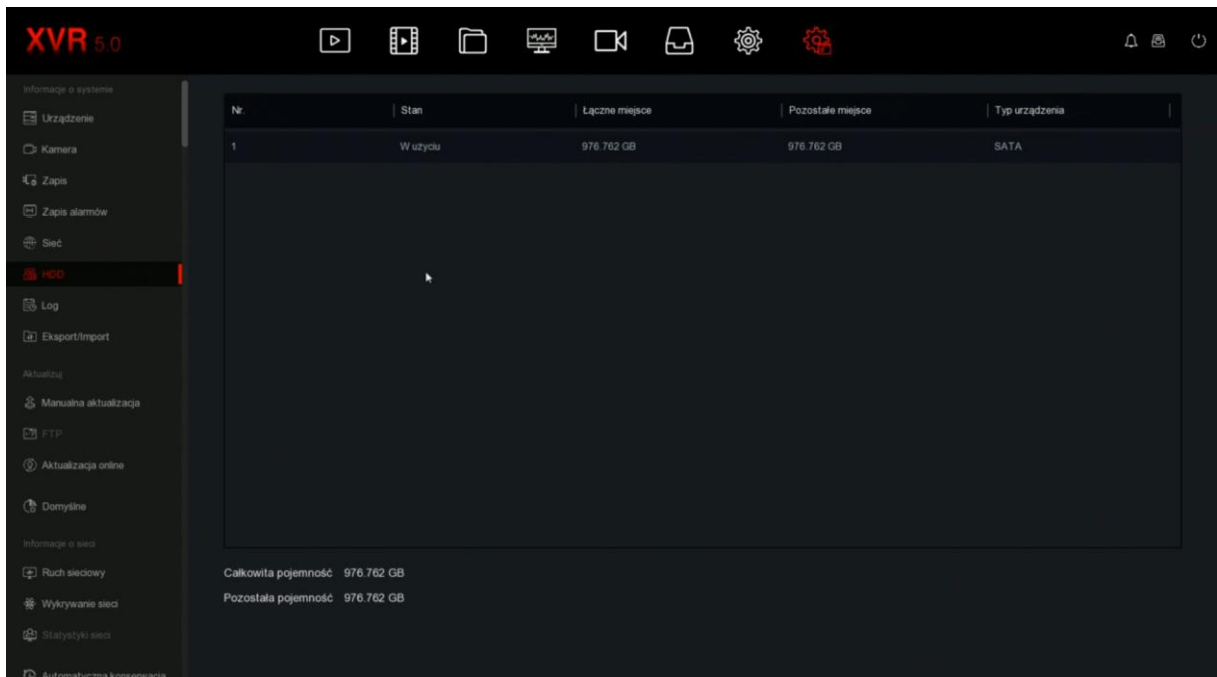 XVR 5.0
Informacje o systemie
Urządzenie
Kamera
Zapis
Zapis alarmów
Sieć
HDD
Log
Eksport/Import
Aktualizuj
Manualna aktualizacja
FTP
Aktualizacja online
Domyślne
Informacje o sieci
Ruch sieciowy
Wykrywanie sieci
Statystyki sieci
Automatyczna konserwacja
Nr. Stan Łączne miejsce Pozostałe miejsce Typ urządzenia
1 W użyciu 976.762 GB 976.762 GB SATA
Całkowita pojemność 976.762 GB
Pozostała pojemność 976.762 GB